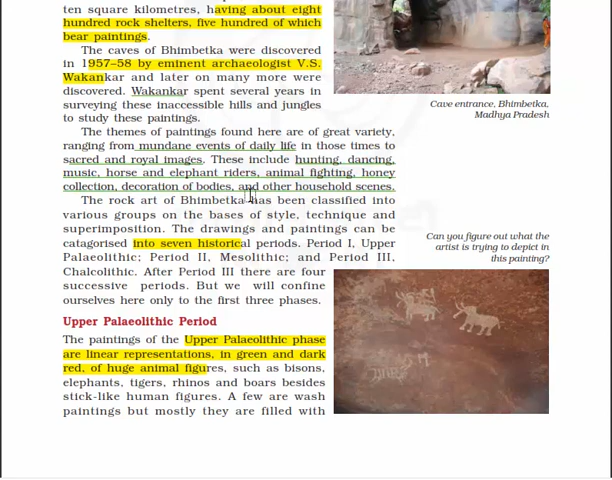 ten square kilometres, having about eight
hundred rock shelters, five hundred of which
bear paintings.
The caves of Bhimbetka were discovered
in 1957–58 by eminent archaeologist V.S.
Wakankar and later on many more were
discovered. Wakankar spent several years in
surveying these inaccessible hills and jungles
to study these paintings.
The themes of paintings found here are of great variety,
ranging from mundane events of daily life in those times to
sacred and royal images. These include hunting, dancing,
music, horse and elephant riders, animal fighting, honey
collection, decoration of bodies, and other household scenes.
The rock art of Bhimbetka has been classified into
various groups on the bases of style, technique and
superimposition. The drawings and paintings can be
catagorised into seven historical periods. Period I, Upper
Palaeolithic; Period II, Mesolithic; and Period III,
Chalcolithic. After Period III there are four
successive periods. But we will confine
ourselves here only to the first three phases.
Upper Palaeolithic Period
The paintings of the Upper Palaeolithic phase
are linear representations, in green and dark
red, of huge animal figures, such as bisons,
elephants, tigers, rhinos and boars besides
stick-like human figures. A few are wash
paintings but mostly they are filled with
Cave entrance, Bhimbetka,
Madhya Pradesh
Can you figure out what the
artist is trying to depict in
this painting?